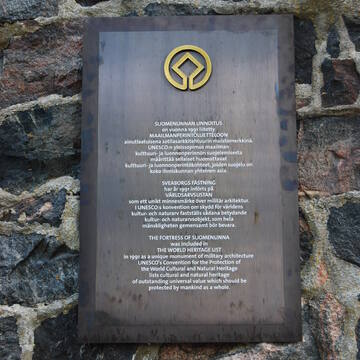 SUOMENLINNAN LINNOITUS
on vuonna 1991 liitetty
MAAILMANPERINTÖLUETTELOON
ainutlaatuisena sotilasarkkitehtuurin muistomerkkinä.
UNESCO:n yleissopimus maailman
kulttuuri- ja luonnonperinnön suojelemisesta
määrittää sellaiset huomattavat
kulttuuri- ja luonnonperintökohteet, joiden suojelu on
koko ihmiskunnan yhteinen asia.
SVEABORGS FÄSTNING
har år 1991 införts på
VÄRLDSARVSLISTAN
som ett unikt minnesmärke över militär arkitektur.
I UNESCO:s konvention om skydd för världens
kultur- och naturarv fastställs sådana betydande
kultur- och naturarvsobjekt, som hela
mänskligheten gemensamt bör bevara.
THE FORTRESS OF SUOMENLINNA
was included in
THE WORLD HERITAGE LIST
in 1991 as a unique monument of military architecture
UNESCO's Convention for the Protection of
the World Cultural and Natural Heritage
lists cultural and natural heritage
of outstanding universal value which should be
protected by mankind as a whole.